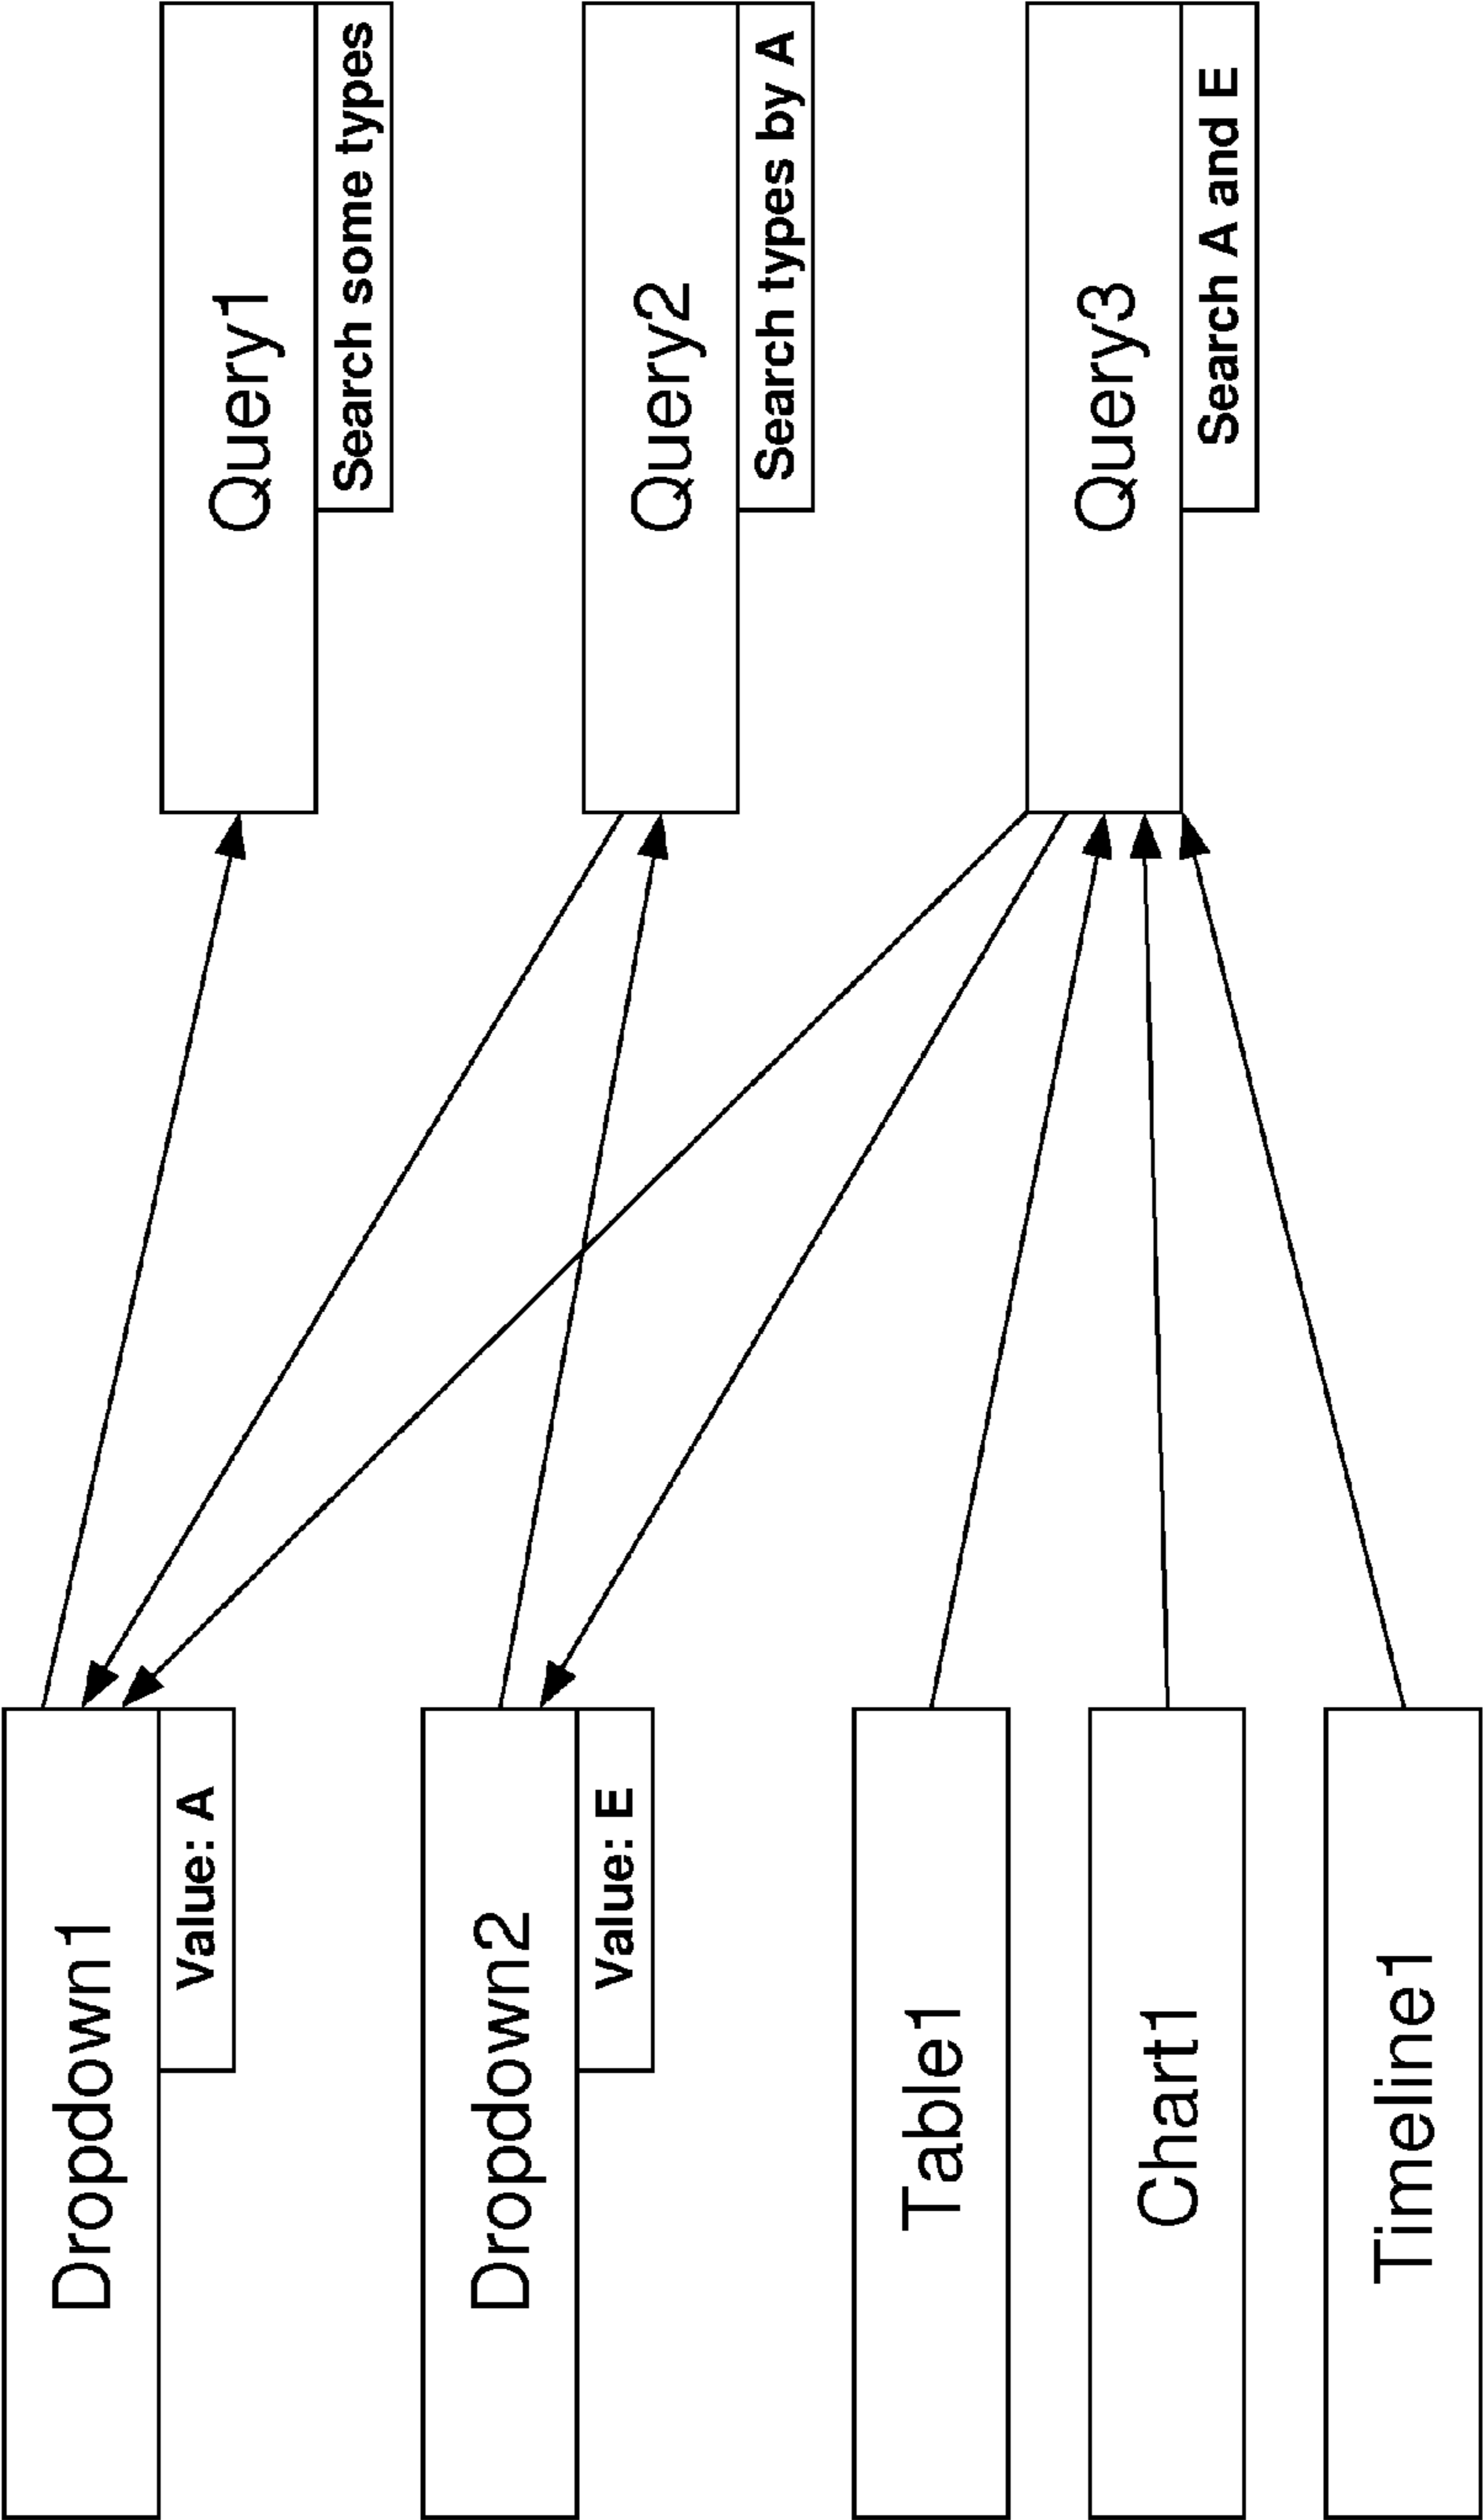 Dropdown1
Value: A
Dropdown2
Value: E
Table1
Chart1
Timeline1
Query1
Search some types
Query2
Search types by A
Query3
Search A and E